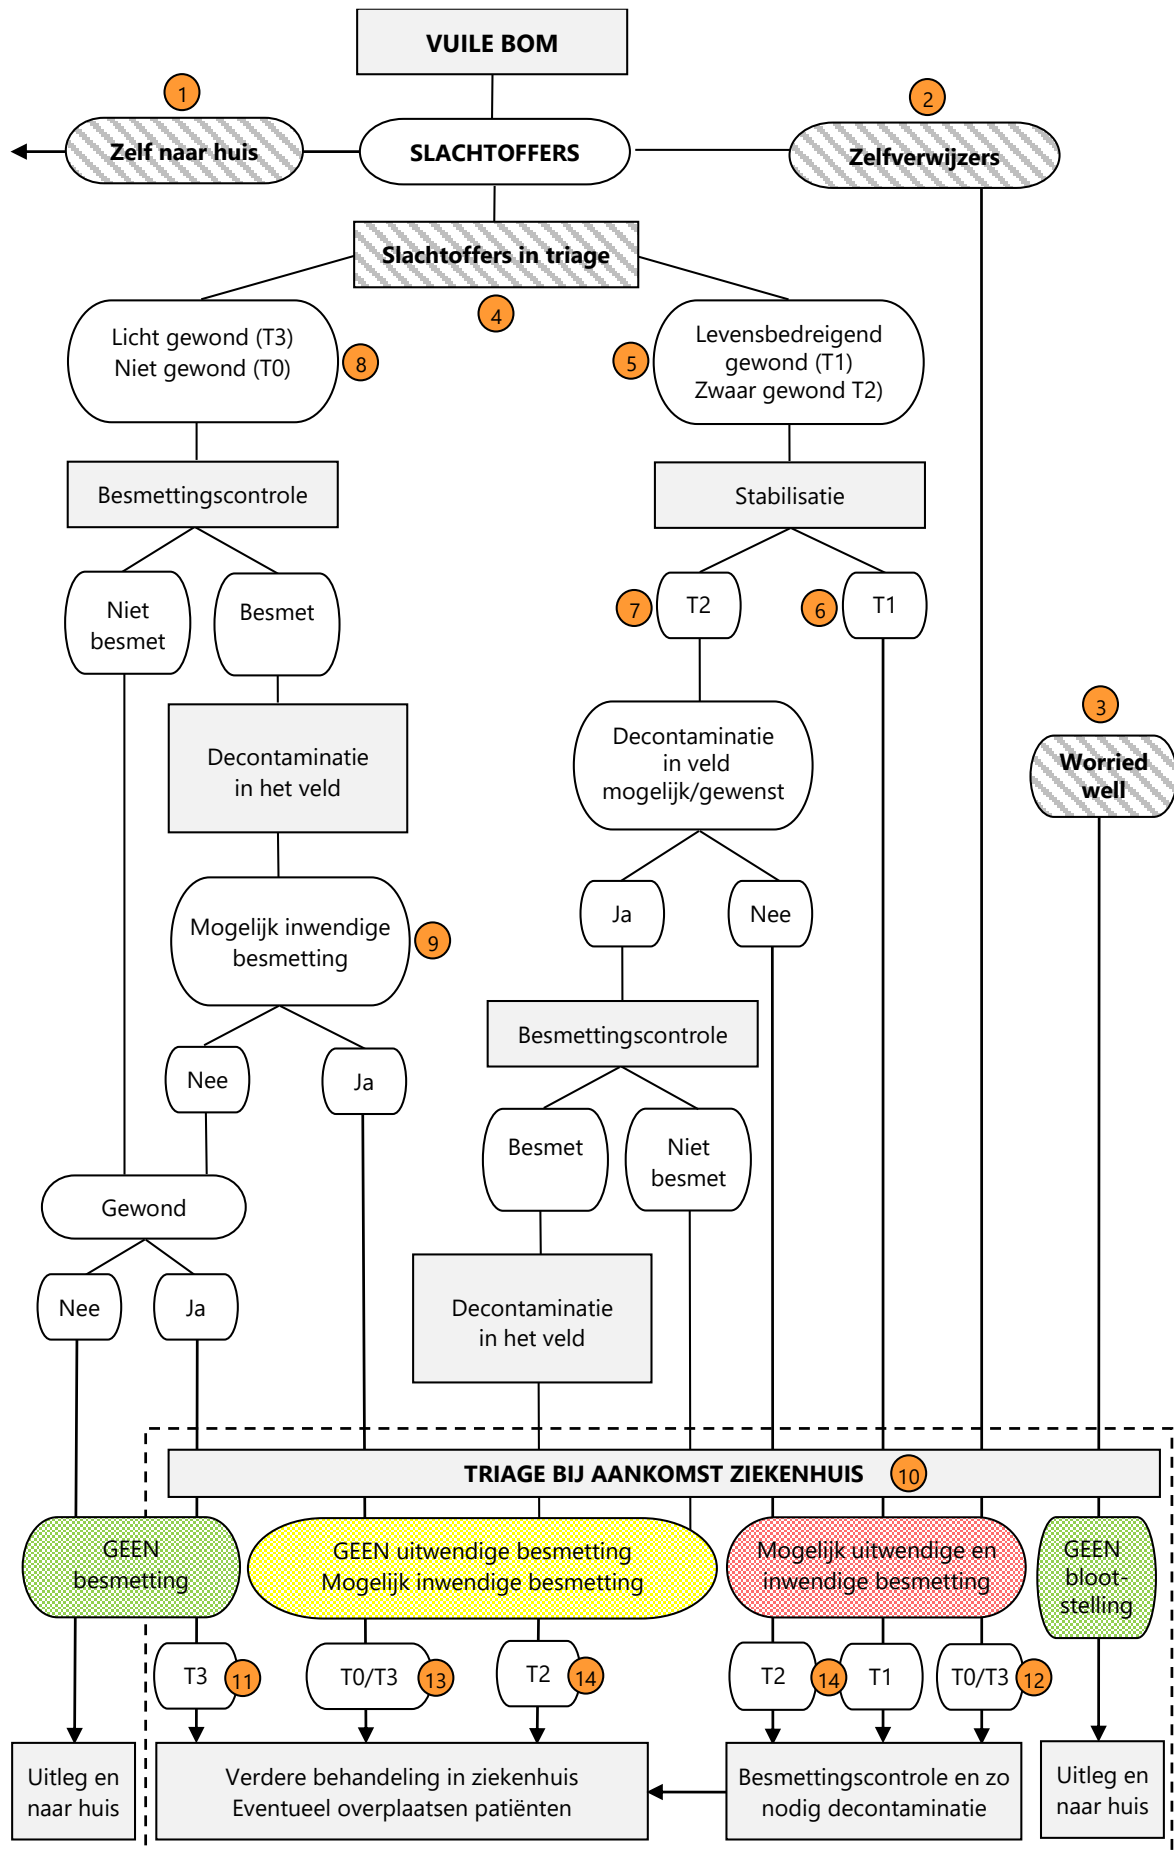 VUILE BOM
1
2
Zelf naar huis
SLACHTOFFERS
Zelfverwijzers
Slachtoffers in triage
4
Licht gewond (T3)
Niet gewond (T0)
8
5
Levensbedreigend
gewond (T1)
Zwaar gewond T2)
Besmettingscontrole
Stabilisatie
Niet
besmet
Besmet
7
T2
6
T1
3
Worried
well
Decontaminatie
in het veld
Decontaminatie
in veld
mogelijk/gewenst
Mogelijk inwendige
besmetting
9
Ja
Nee
Besmettingscontrole
Nee
Ja
Besmet
Niet
besmet
Gewond
Nee
Ja
Decontaminatie
in het veld
TRIAGE BIJ AANKOMST ZIEKENHUIS
10
GEEN
besmetting
GEEN uitwendige besmetting
Mogelijk inwendige besmetting
Mogelijk uitwendige en
inwendige besmetting
GEEN
bloot-
stelling
T3
11
T0/T3
13
T2
14
T2
14
T1
T0/T3
12
Uitleg en
naar huis
Verdere behandeling in ziekenhuis
Eventueel overplaatsen patiënten
Besmettingscontrole en zo
nodig decontaminatie
Uitleg en
naar huis